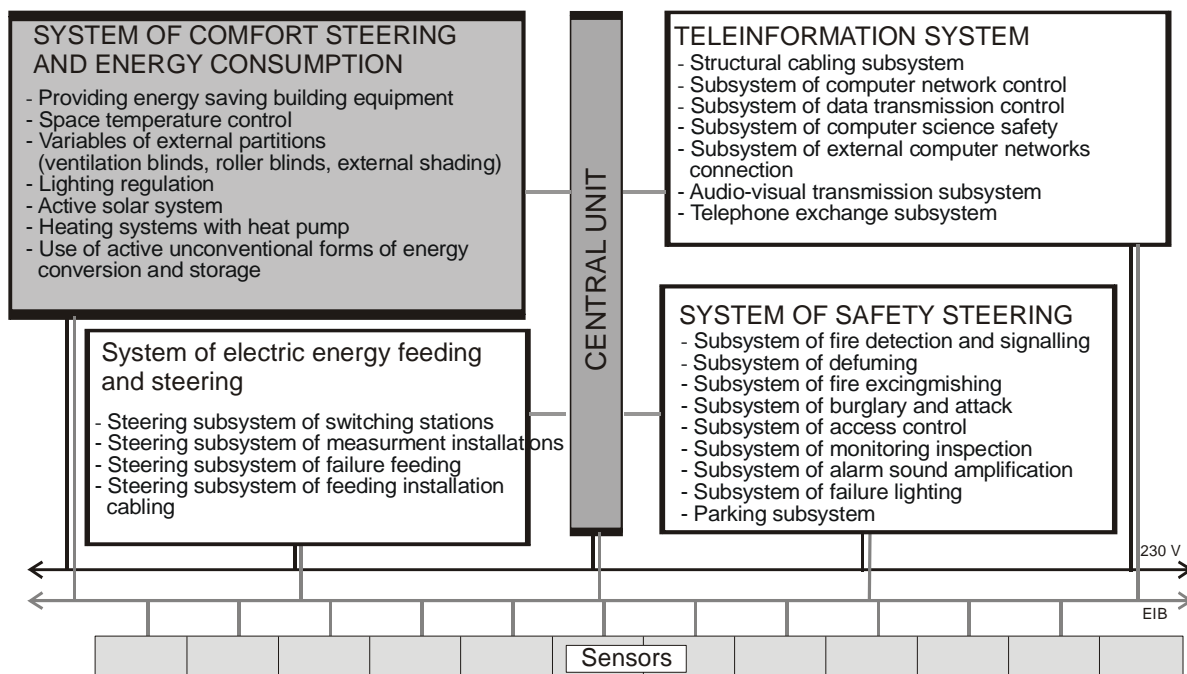 SYSTEM OF COMFORT STEERING
AND ENERGY CONSUMPTION
- Providing energy saving building equipment
- Space temperature control
- Variables of external partitions
(ventilation blinds, roller blinds, external shading)
- Lighting regulation
- Active solar system
- Heating systems with heat pump
- Use of active unconventional forms of energy
conversion and storage
System of electric energy feeding
and steering
- Steering subsystem of switching stations
- Steering subsystem of measurment installations
- Steering subsystem of failure feeding
- Steering subsystem of feeding installation
cabling
CENTRAL UNIT
TELEINFORMATION SYSTEM
- Structural cabling subsystem
- Subsystem of computer network control
- Subsystem of data transmission control
- Subsystem of computer science safety
- Subsystem of external computer networks
connection
- Audio-visual transmission subsystem
- Telephone exchange subsystem
SYSTEM OF SAFETY STEERING
- Subsystem of fire detection and signalling
- Subsystem of defuming
- Subsystem of fire excingmishing
- Subsystem of burglary and attack
- Subsystem of access control
- Subsystem of monitoring inspection
- Subsystem of alarm sound amplification
- Subsystem of failure lighting
- Parking subsystem
230 V
EIB
Sensors